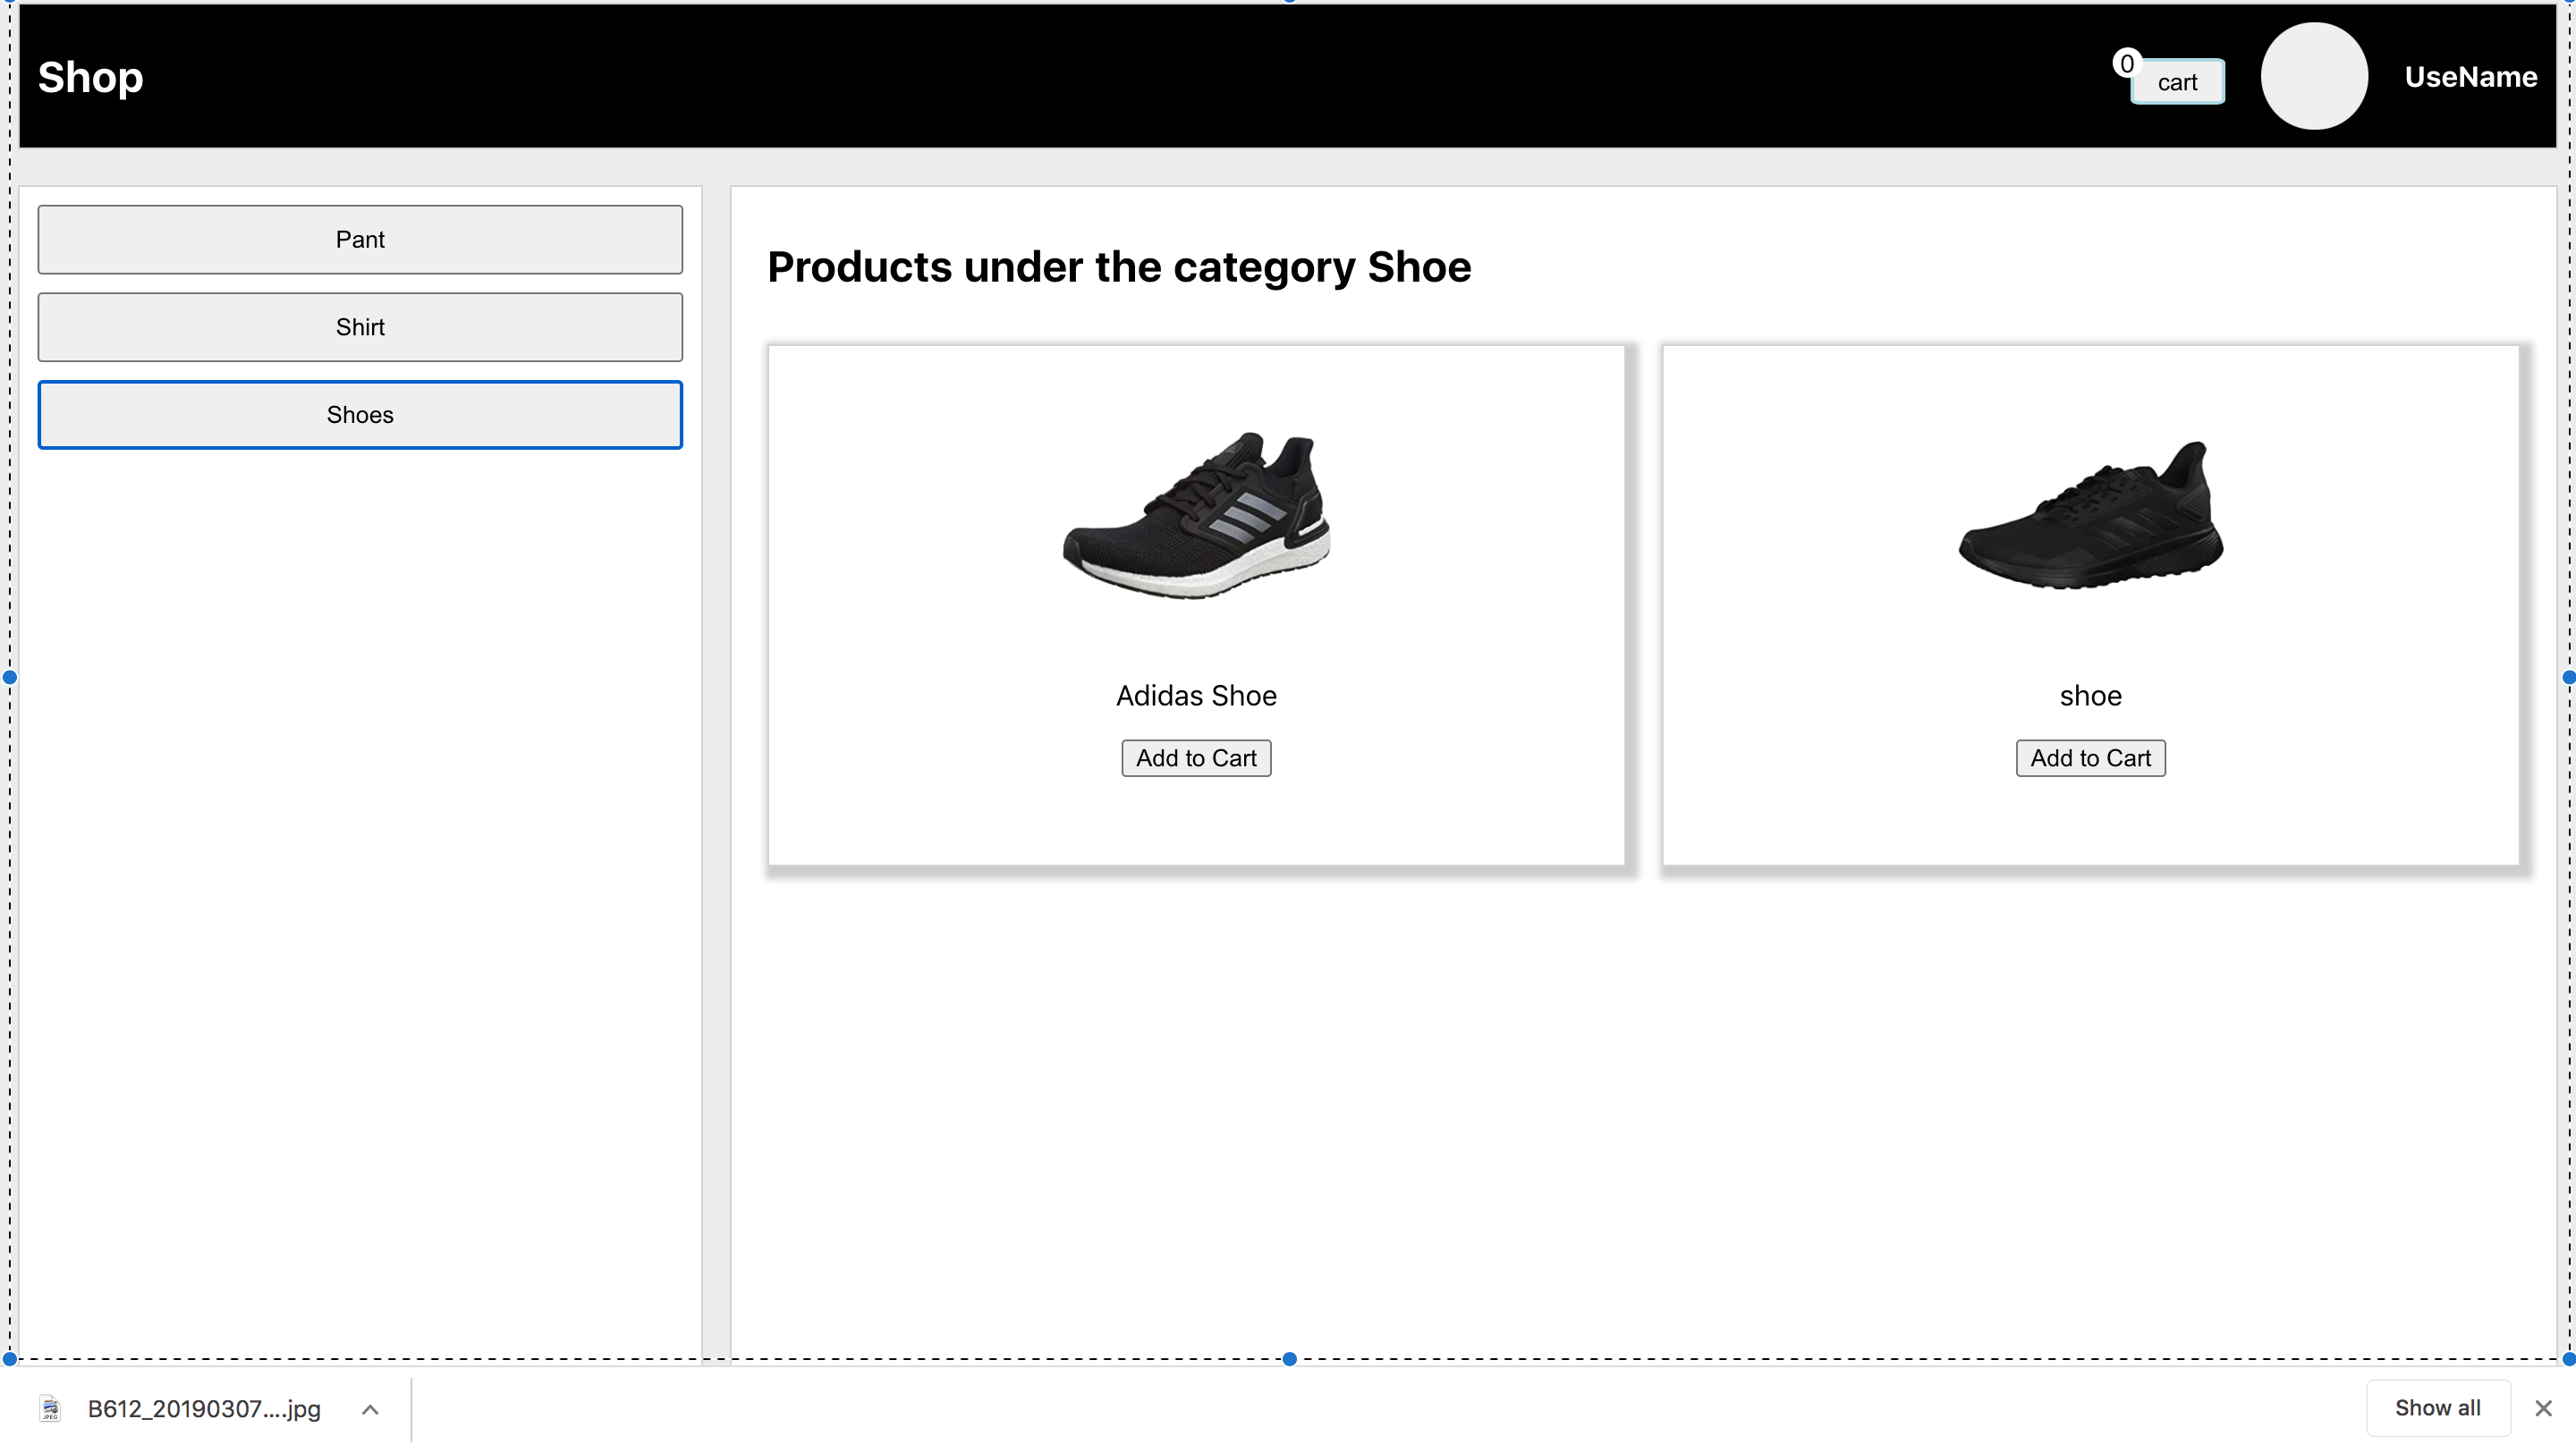 Shop
0
cart
UseName
Pant
Shirt
Shoes
Products under the category Shoe
Adidas Shoe
Add to Cart
shoe
Add to Cart
JPEG
B612_20190307....jpg
Show all